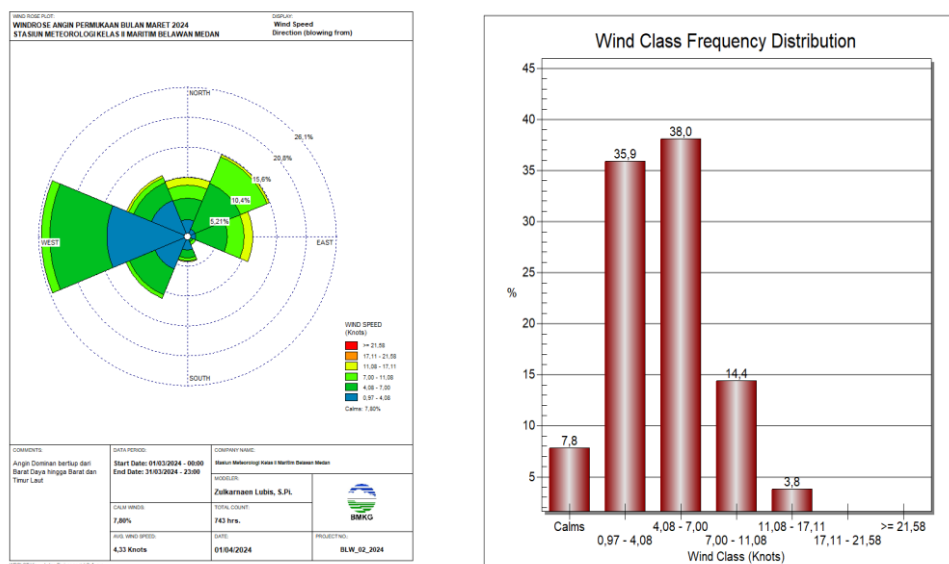 WIND ROSE PLOT:
WINDROSE ANGIN PERMUKAAN BULAN MARET 2024
STASIUN METEOROLOGI KELAS II MARITIM BELAWAN MEDAN
DISPLAY:
Wind Speed
Direction (blowing from)
NORTH
26,1%
20,8%
15,6%
10,4%
5,21%
WEST
EAST
SOUTH
WIND SPEED
(Knots)
>= 21,58
17,11 - 21,58
11,08 - 17,11
7,00 - 11,08
4,08 - 7,00
0,97 - 4,08
Calms: 7,80%
COMMENTS:
Angin Dominan bertiup dari
Barat Daya hingga Barat dan
Timur Laut
DATA PERIOD:
Start Date: 01/03/2024 - 00:00
End Date: 31/03/2024 - 23:00
COMPANY NAME:
Stasiun Meteorologi Kelas II Maritim Belawan Medan
MODELER:
Zulkarnaen Lubis, S.Pi.
CALM WINDS:
7,80%
TOTAL COUNT:
743 hrs.
BMKG
AVG. WIND SPEED:
4,33 Knots
DATE:
01/04/2024
PROJECT NO.:
BLW_02_2024
Wind Class Frequency Distribution
%
45
40
35
30
25
20
15
10
5
7,8
35,9
38,0
14,4
3,8
Calms
0,97 - 4,08
4,08 - 7,00
7,00 - 11,08
11,08 - 17,11
17,11 - 21,58
>= 21,58
Wind Class (Knots)